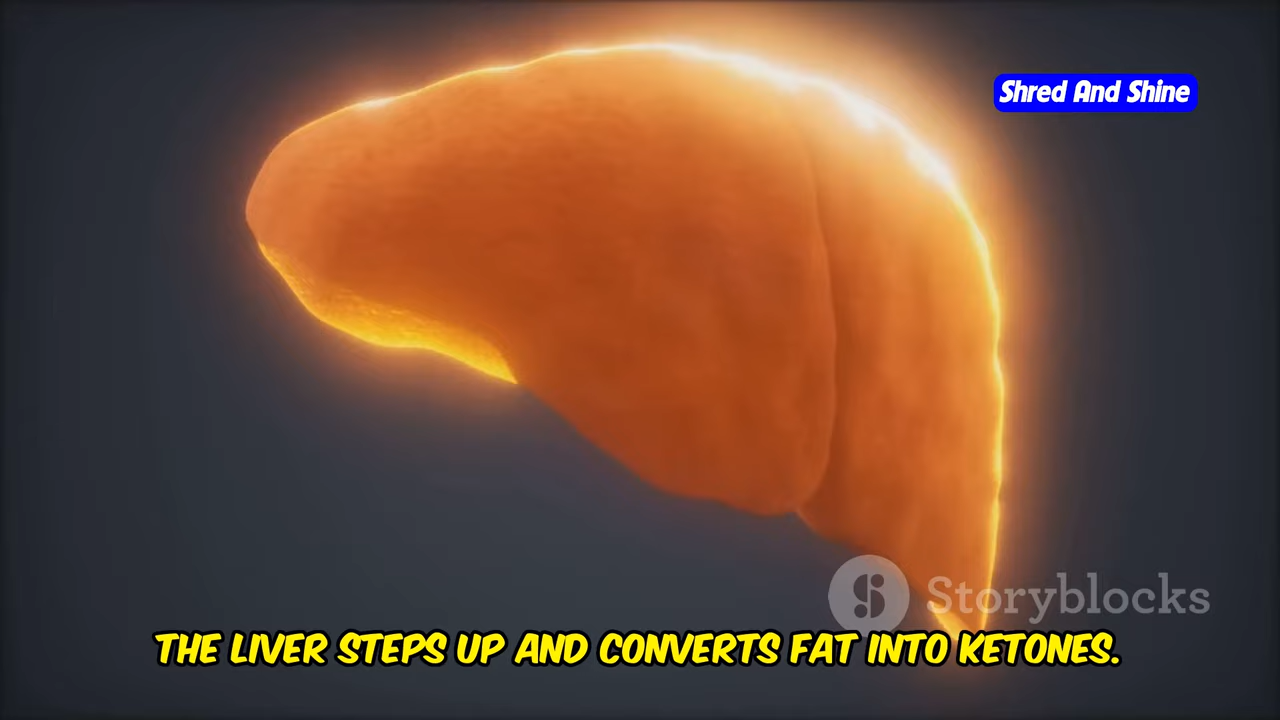 Shred And Shine
Storyblocks
THE LIVER STEPS UP AND CONVERTS FAT INTO KETONES.